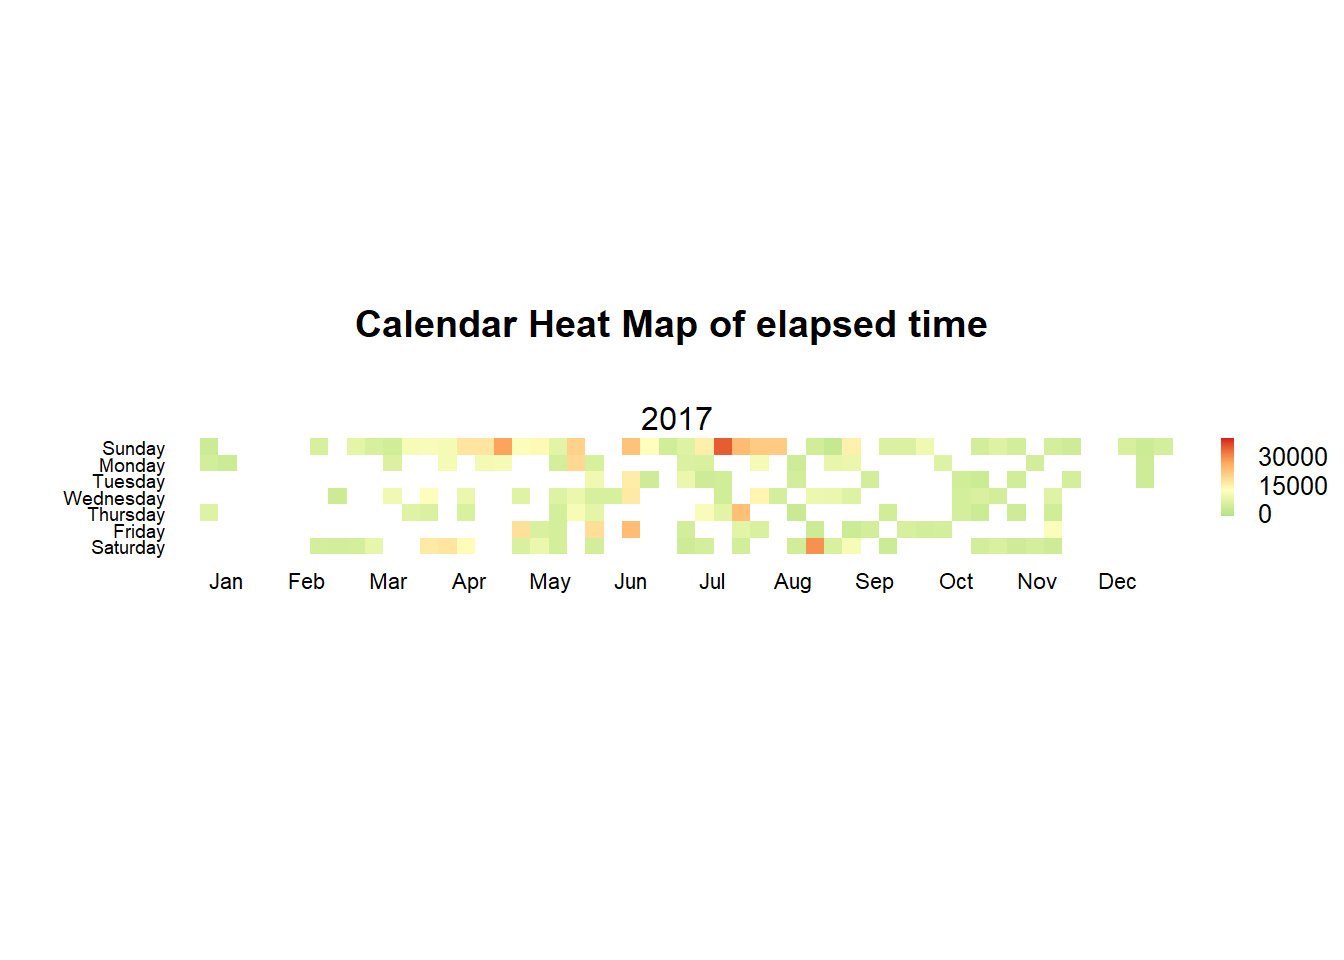 Calendar Heat Map of elapsed time
2017
Sunday
Monday
Tuesday
Wednesday
Thursday
Friday
Saturday
30000
15000
0
Jan Feb Mar Apr May Jun Jul Aug Sep Oct Nov Dec